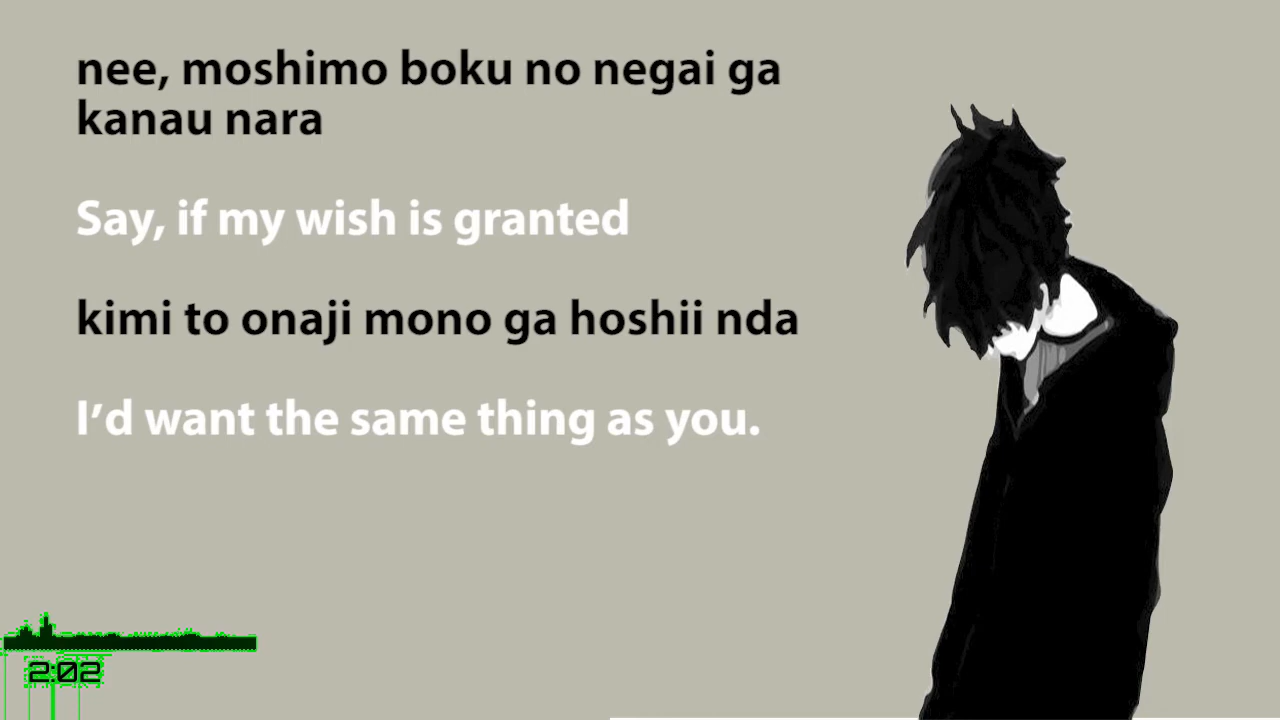 nee, moshimo boku no negai ga
kanau nara
Say, if my wish is granted
kimi to onaji mono ga hoshii nda
I’d want the same thing as you.
2:02